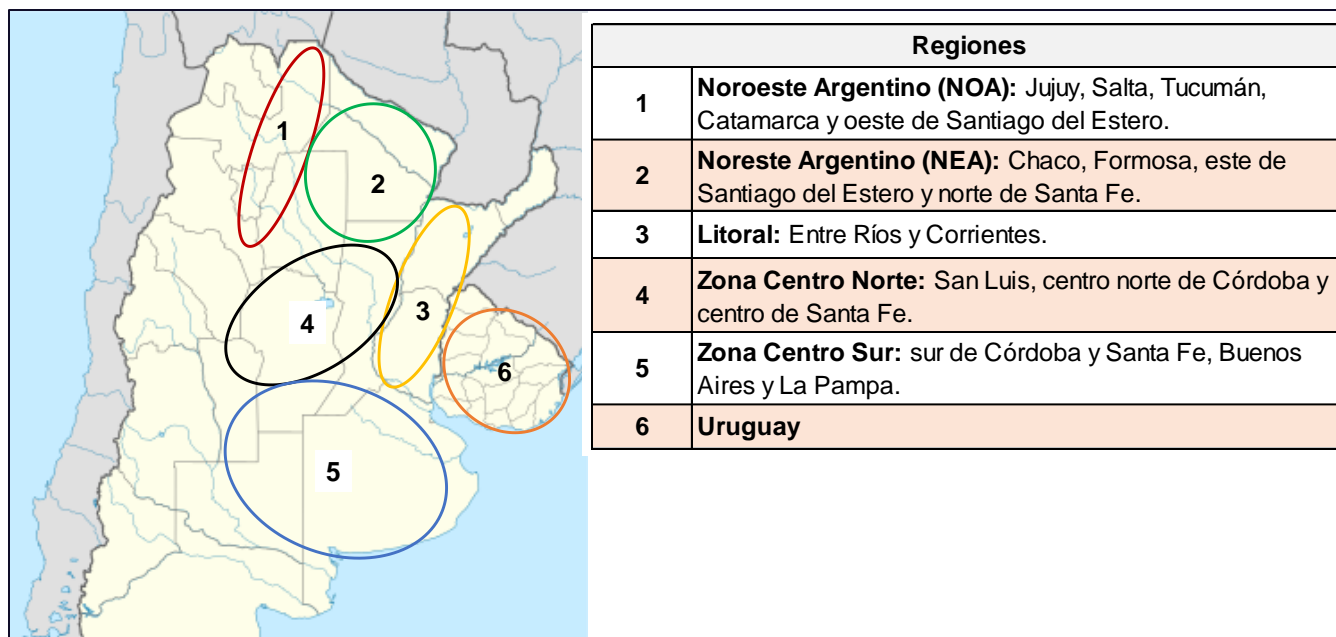 1
2
3
4
5
6
Regiones
1
Noroeste Argentino (NOA): Jujuy, Salta, Tucumán,
Catamarca y oeste de Santiago del Estero.
2
Noreste Argentino (NEA): Chaco, Formosa, este de
Santiago del Estero y norte de Santa Fe.
3
Litoral: Entre Ríos y Corrientes.
4
Zona Centro Norte: San Luis, centro norte de Córdoba y
centro de Santa Fe.
5
Zona Centro Sur: sur de Córdoba y Santa Fe, Buenos
Aires y La Pampa.
6
Uruguay